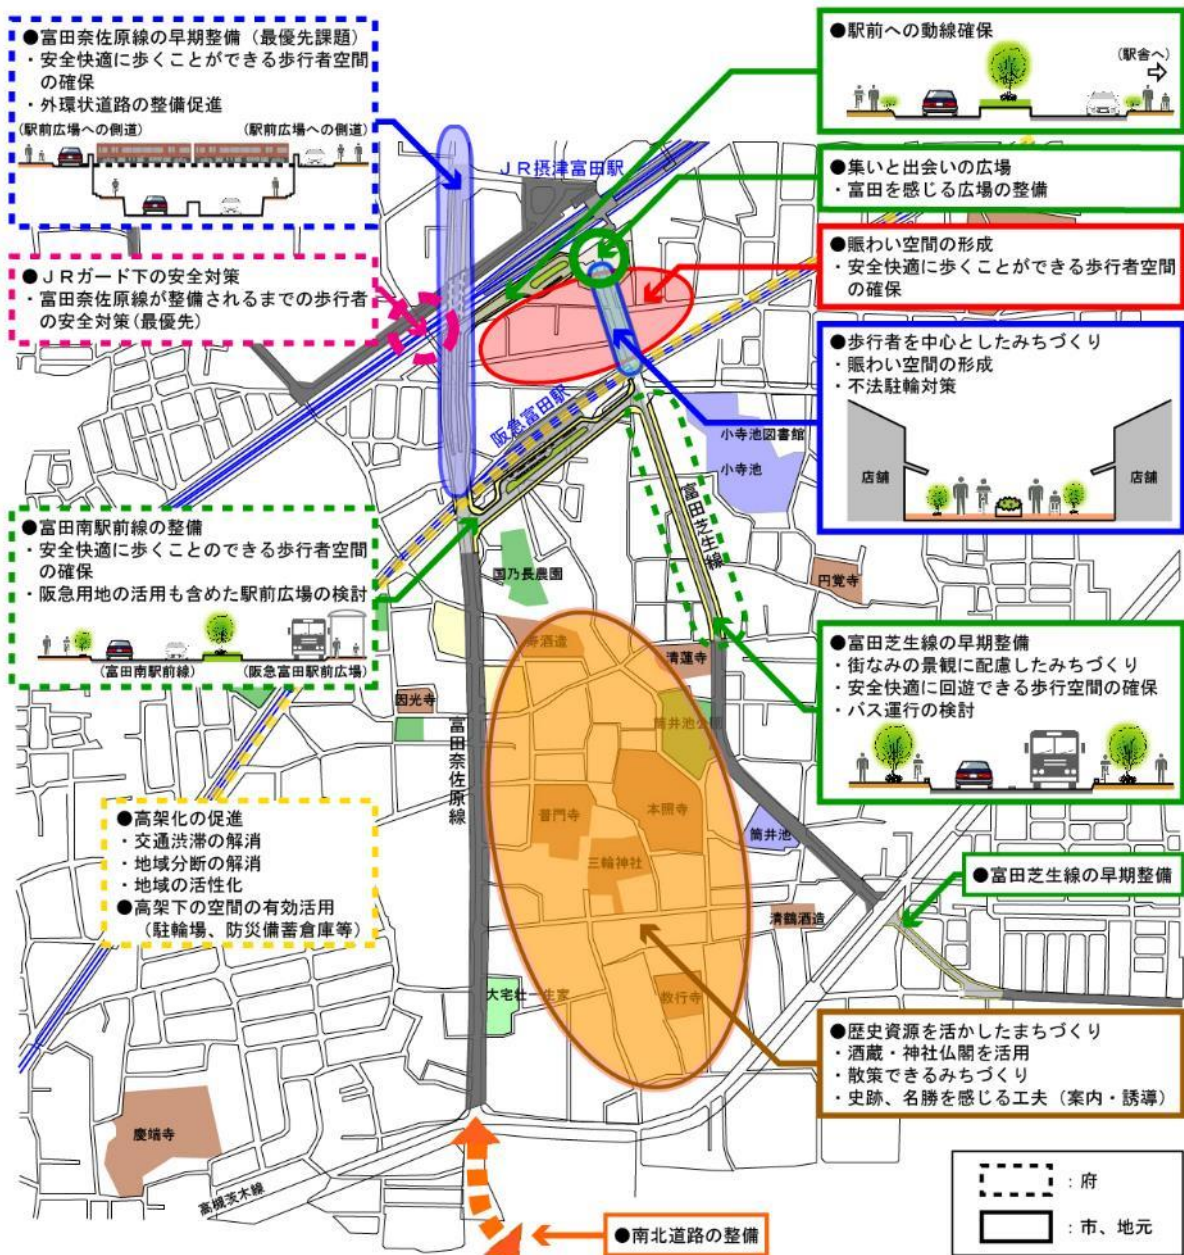 ●富田奈佐原線の早期整備（最優先課題）
・安全快適に歩くことができる歩行者空間
の確保
・外環状道路の整備促進
(駅前広場への側道)
(駅前広場への側道)
●ＪＲガード下の安全対策
・富田奈佐原線が整備されるまでの歩行者
の安全対策(最優先)
●駅前への動線確保
(駅舎へ)
●集いと出会いの広場
・富田を感じる広場の整備
●賑わい空間の形成
・安全快適に歩くことができる歩行者空間
の確保
●歩行者を中心としたみちづくり
・賑わい空間の形成
・不法駐輪対策
店舗
店舗
ＪＲ摂津富田駅
阪急富田駅
小寺池図書館
小寺池
富田芝生線
●富田南駅前線の整備
・安全快適に歩くことのできる歩行者空間
の確保
・阪急用地の活用も含めた駅前広場の検討
(富田南駅前線)
(阪急富田駅前広場)
国乃長農園
円覚寺
寿酒造
清蓮寺
因光寺
筒井池公園
富田奈佐原線
●富田芝生線の早期整備
・街なみの景観に配慮したみちづくり
・安全快適に回遊できる歩行空間の確保
・バス運行の検討
●高架化の促進
・交通渋滞の解消
・地域分断の解消
・地域の活性化
●高架下の空間の有効活用
（駐輪場、防災備蓄倉庫等）
普門寺
本照寺
三輪神社
筒井池
●富田芝生線の早期整備
清鶴酒造
大宅壮一生家
教行寺
●歴史資源を活かしたまちづくり
・酒蔵・神社仏閣を活用
・散策できるみちづくり
・史跡、名勝を感じる工夫（案内・誘導）
慶瑞寺
高槻茨木線
●南北道路の整備
：府
：市、地元